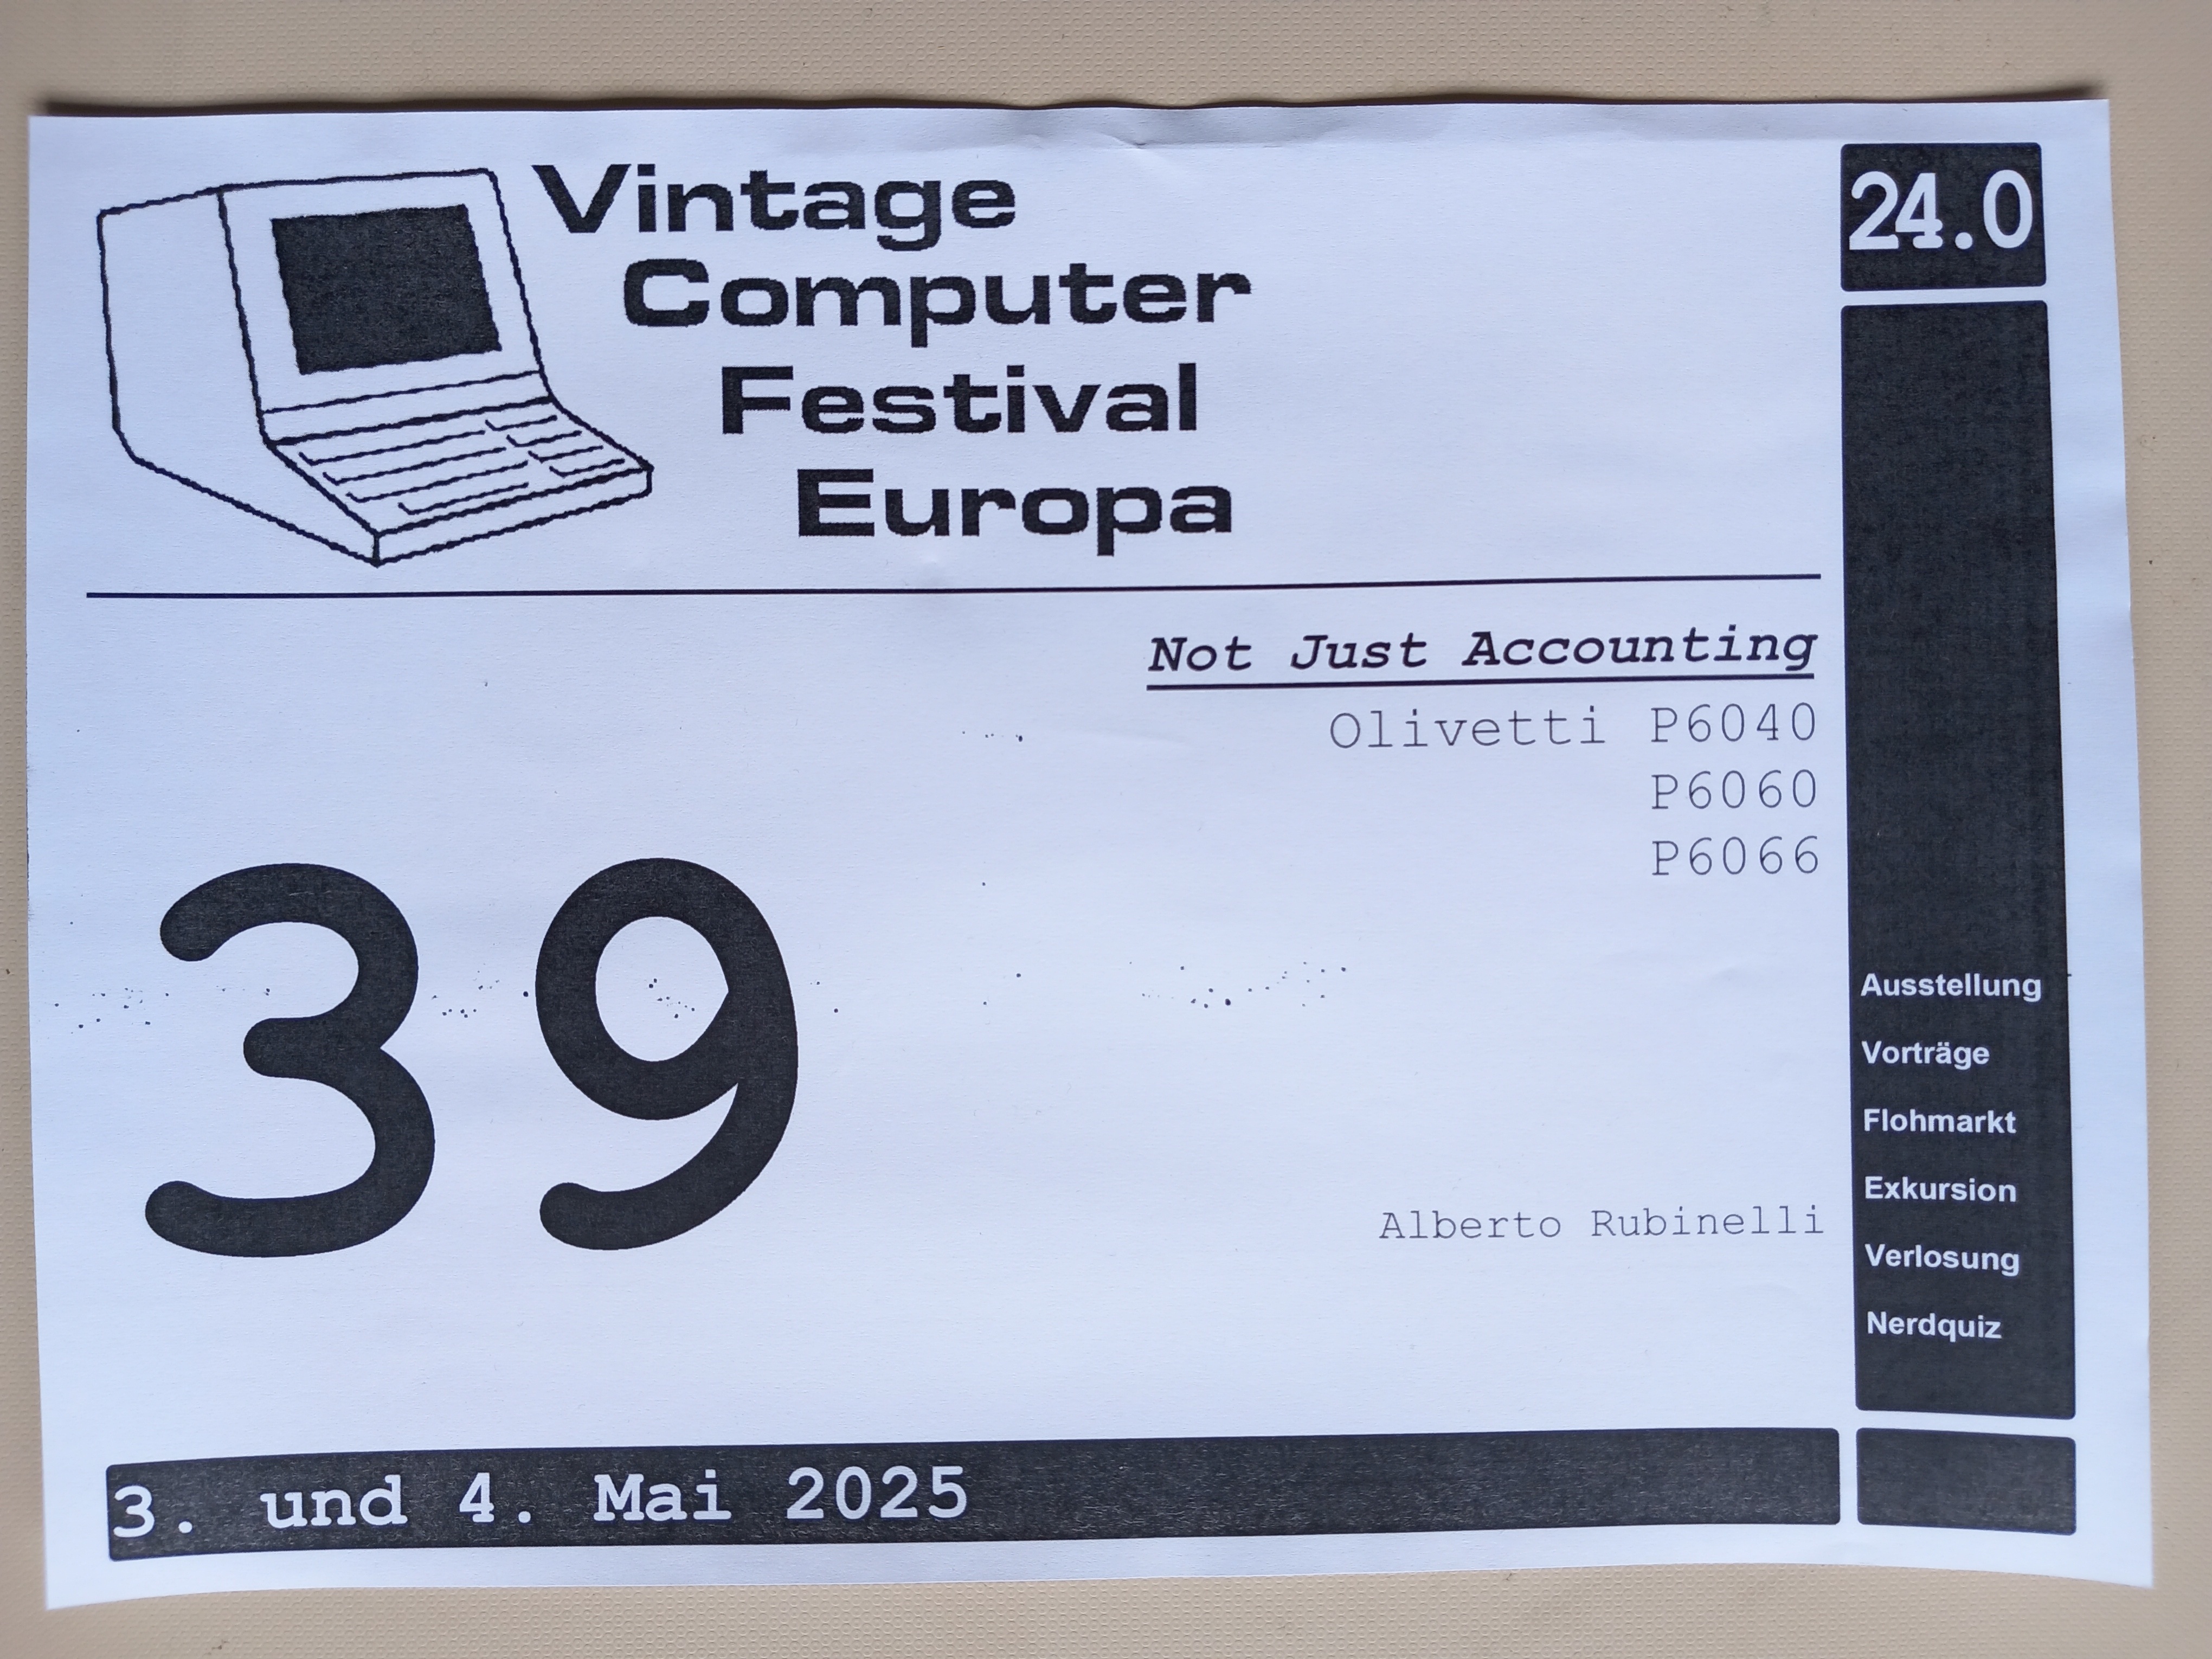 Vintage
Computer
Festival
Europa
24.0
Not Just Accounting
Olivetti P6040
P6060
P6066
39
Alberto Rubinelli
Ausstellung
Vorträge
Flohmarkt
Exkursion
Verlosung
Nerdquiz
3. und 4. Mai 2025